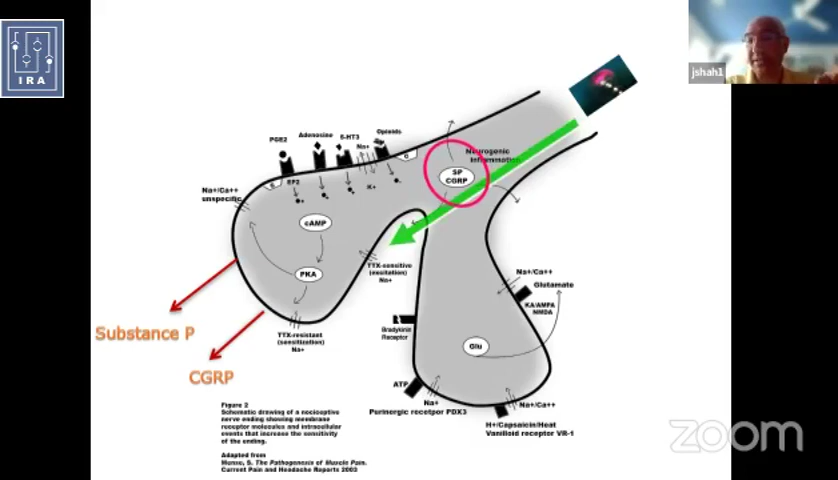 IRA
jshah1
PGE2
Adenosine
5-HT3
Na+
Opioids
G
G
EP2
K+
Neurogenic
inflammation
SP
CGRP
Na+/Ca++
unspecific
cAMP
PKA
TTX-sensitive
(exsitation)
Na+
TTX-resistant
(sensitization)
Na+
Substance P
CGRP
Na+/Ca++
Glutamate
KA/AMPA
NMDA
Bradykinin
Receptor
Glu
ATP
Na+
Purinergic recetpor PDX3
Na+/Ca++
H+/Capsaicin/Heat
Vanilloid receptor VR-1
Figure 2
Schematic drawing of a nociceptive
nerve ending showing membrane
receptor molecules and intracellular
events that increase the sensitivity
of the ending.
Adapted from
Mense, S. The Pathogenesis of Muscle Pain.
Current Pain and Headache Reports 2003
zoom